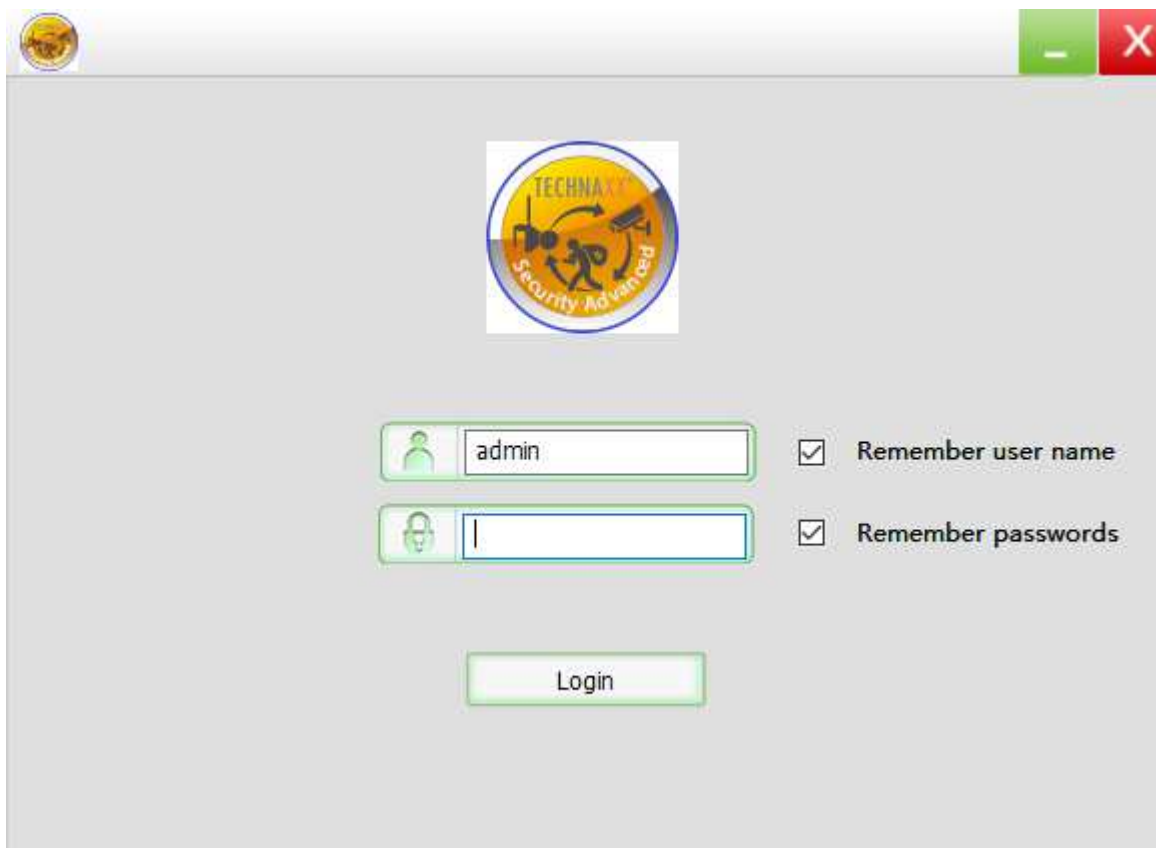 TECHNAXX
Security Advanced
admin
Remember user name
Remember passwords
Login